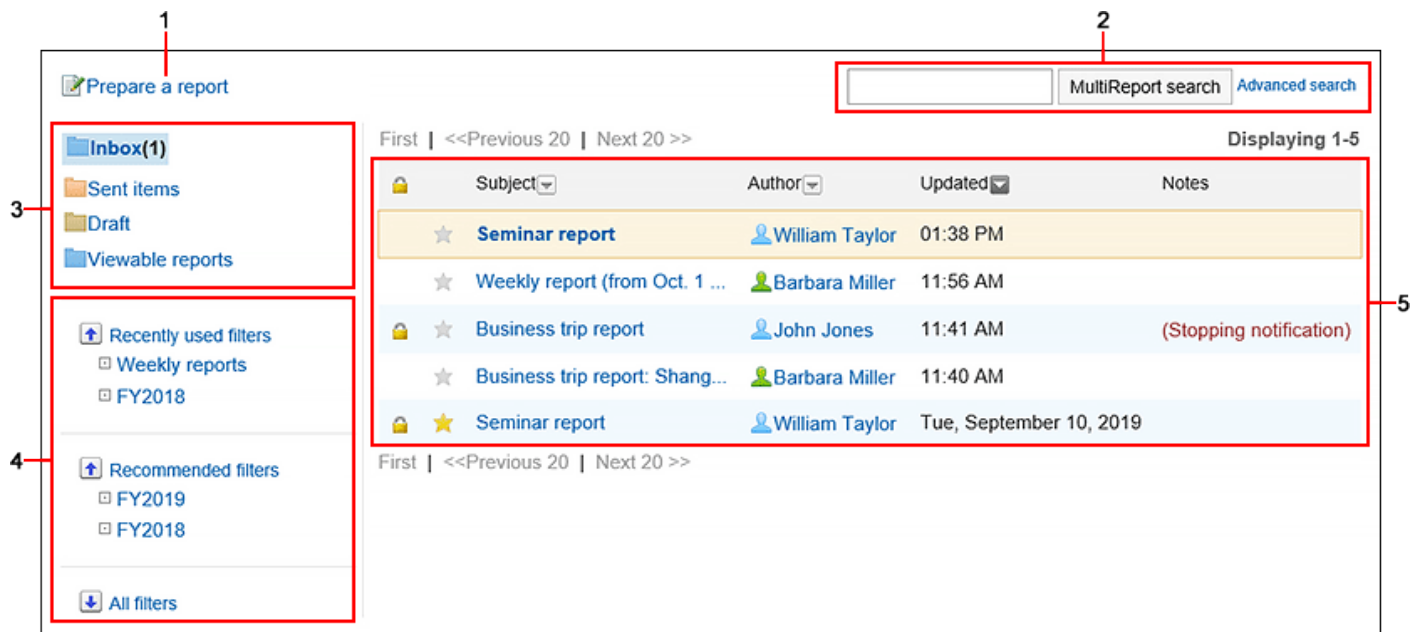 1
2
Prepare a report
MultiReport search Advanced search
3
Inbox(1)
Sent items
Draft
Viewable reports
4
Recently used filters
Weekly reports
FY2018
Recommended filters
FY2019
FY2018
All filters
First | <<Previous 20 | Next 20 >>
Displaying 1-5
5
Subject Author Updated Notes
Seminar report William Taylor 01:38 PM
Weekly report (from Oct. 1 ... Barbara Miller 11:56 AM
Business trip report John Jones 11:41 AM (Stopping notification)
Business trip report: Shang... Barbara Miller 11:40 AM
Seminar report William Taylor Tue, September 10, 2019
First | <<Previous 20 | Next 20 >>